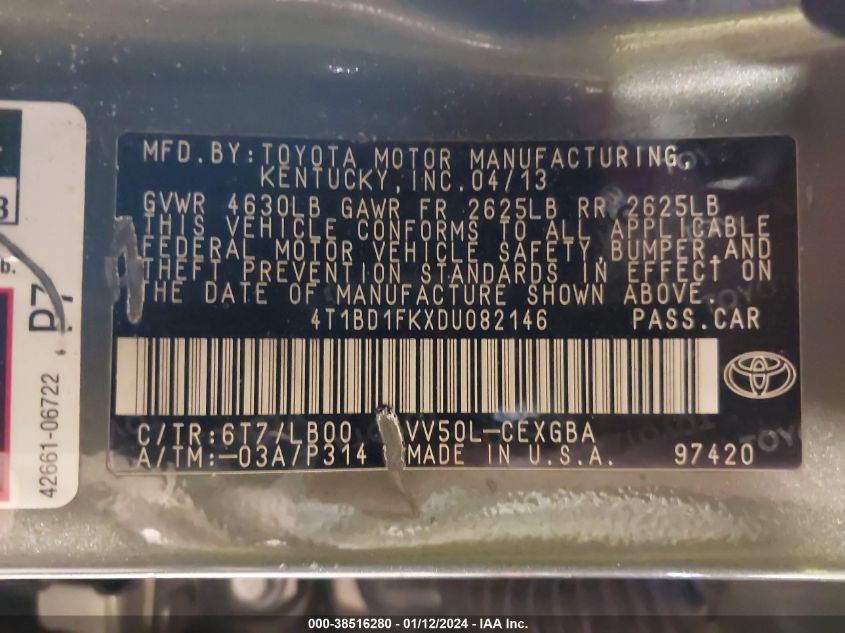 MFD.BY:TOYOTA MOTOR MANUFACTURING,
KENTUCKY,INC.04/13
GVWR 4630LB GAWR FR 2625LB RR 2625LB
THIS VEHICLE CONFORMS TO ALL APPLICABLE
FEDERAL MOTOR VEHICLE SAFETY,BUMPER,AND
THEFT PREVENTION STANDARDS IN EFFECT ON
THE DATE OF MANUFACTURE SHOWN ABOVE.
4T1BD1FKXDU082146 PASS.CAR
C/TR:6T7/LB00 VV50L-CEXGBA
A/TM:-03A/P314 MADE IN U.S.A. 97420
42661-06722
000-38516280 - 01/12/2024 - IAA Inc.